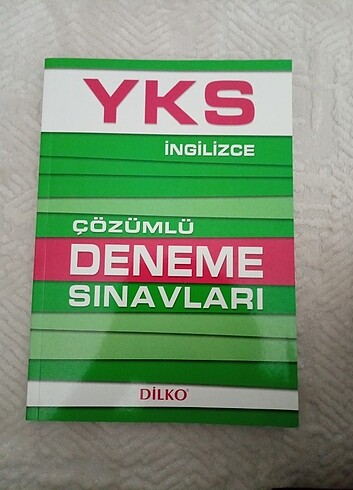 YKS
İNGİLİZCE
ÇÖZÜMLÜ
DENEME
SINAVLARI
DİLKO®